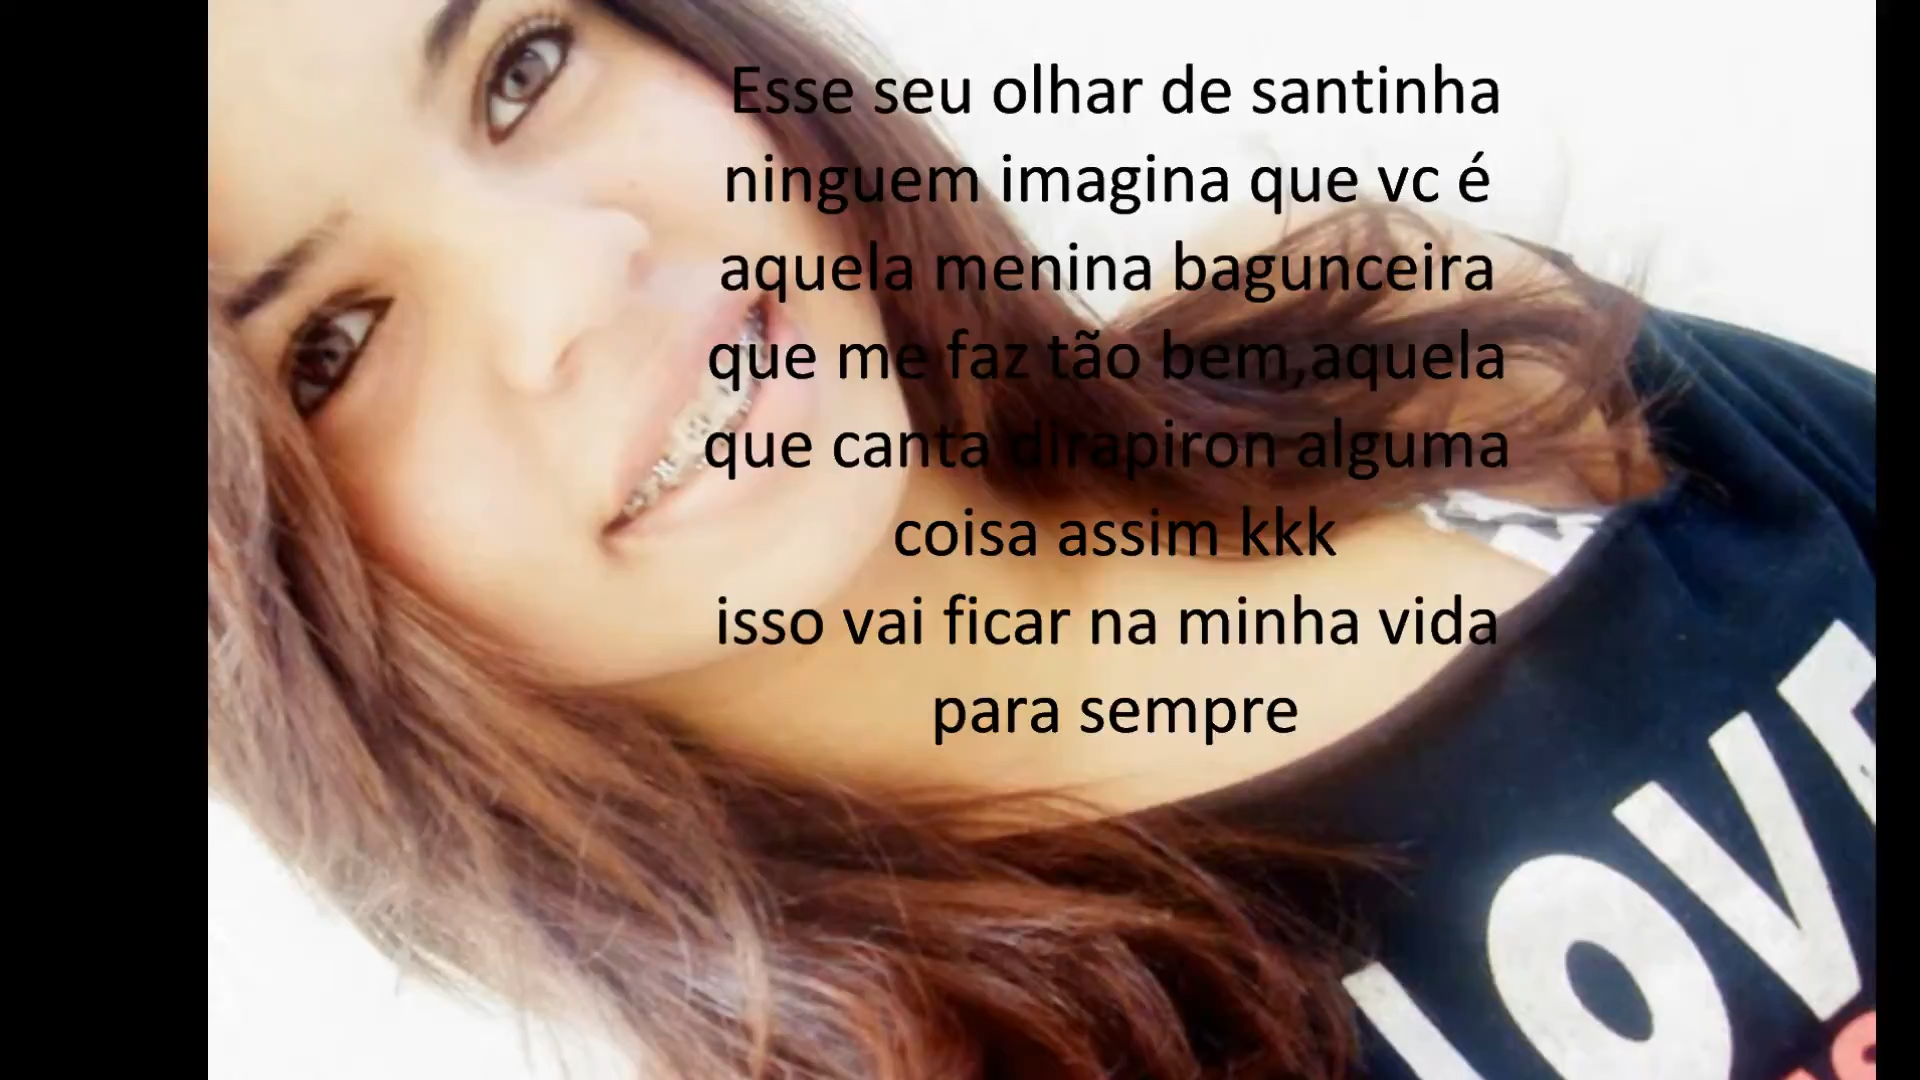 Esse seu olhar de santinha
ninguem imagina que vc é
aquela menina bagunceira
que me faz tão bem,aquela
que canta dirapiron alguma
coisa assim kkk
isso vai ficar na minha vida
para sempre
LOVE